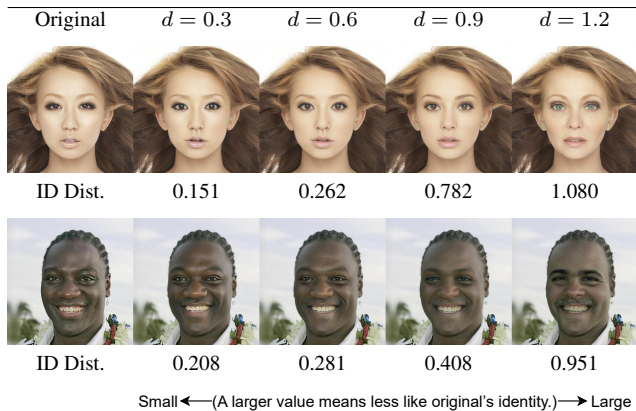 Original d = 0.3 d = 0.6 d = 0.9 d = 1.2
ID Dist. 0.151 0.262 0.782 1.080
ID Dist. 0.208 0.281 0.408 0.951
Small ←(A larger value means less like original's identity.)→ Large